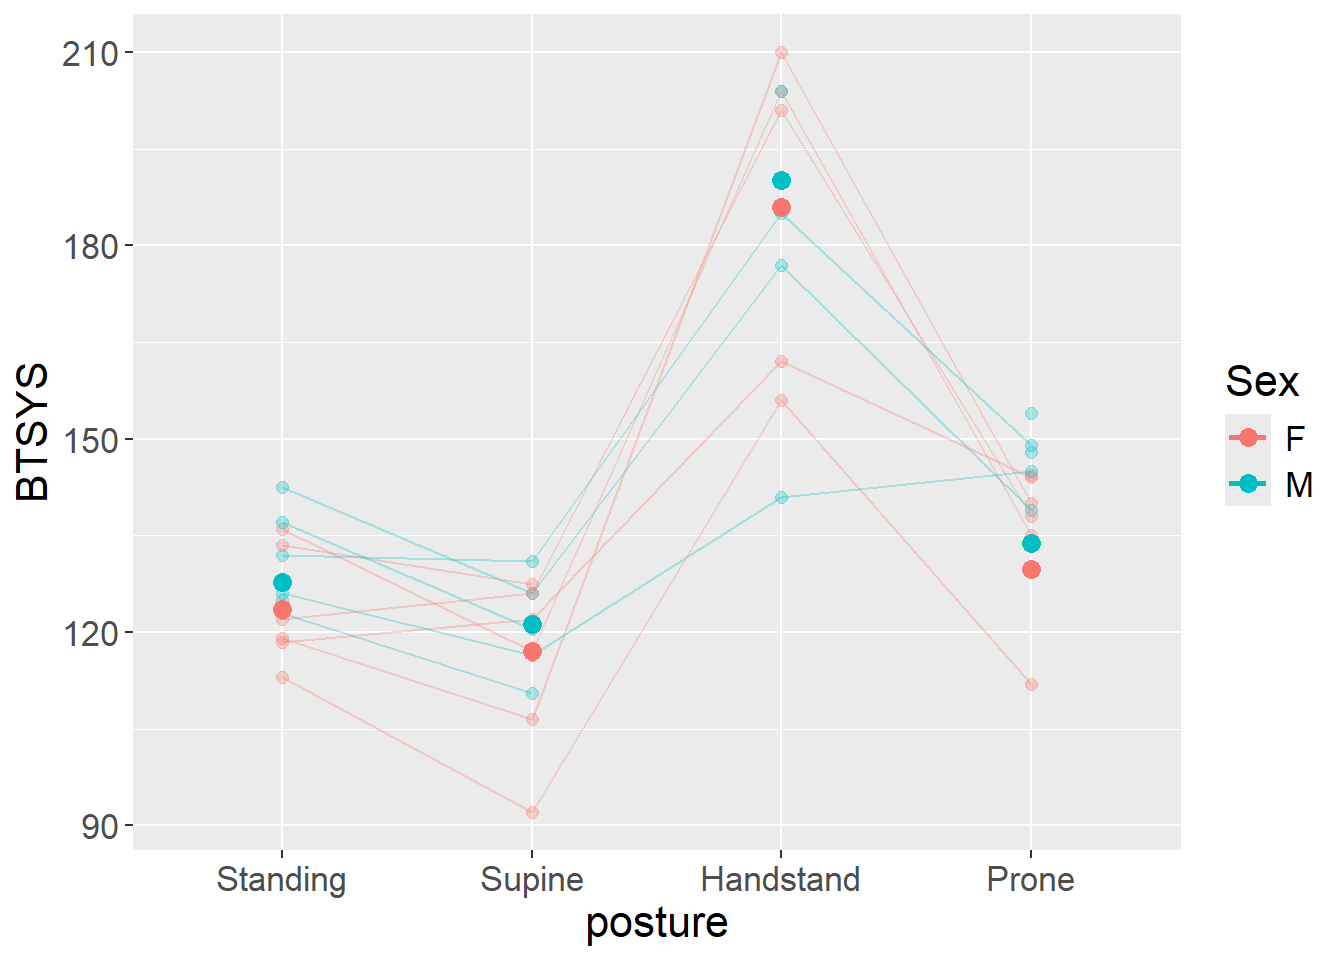 210
180
150
120
90
BTSYS
Standing Supine Handstand Prone
posture
Sex
F
M